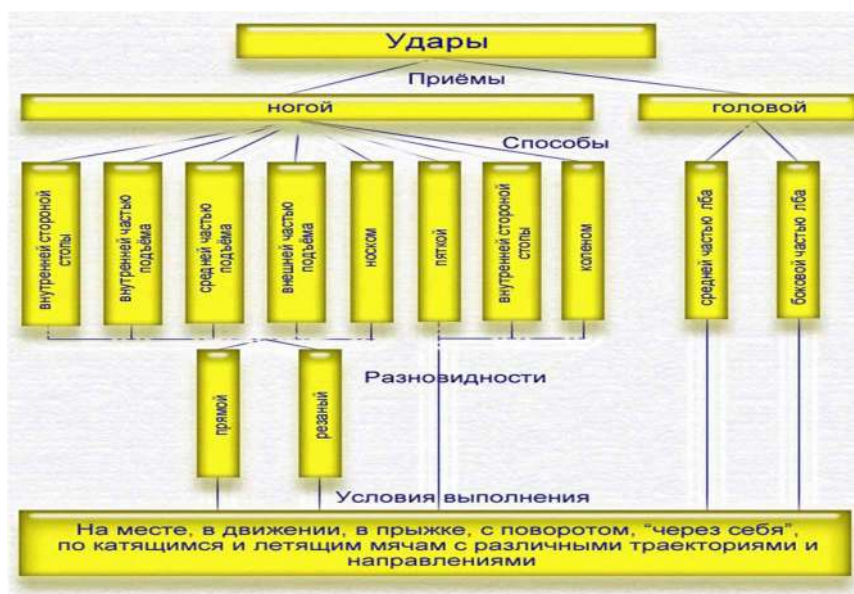 Удары
Приёмы
ногой
головой
Способы
внутренней стороной
стопы
внутренней частью
подъёма
средней частью
подъёма
внешней частью
подъёма
носком
пяткой
внутренней стороной
стопы
коленом
средней частью лба
боковой частью лба
Разновидности
прямой
резаный
Условия выполнения
На месте, в движении, в прыжке, с поворотом, “через себя”,
по катящимся и летящим мячам с различными траекториями и
направлениями